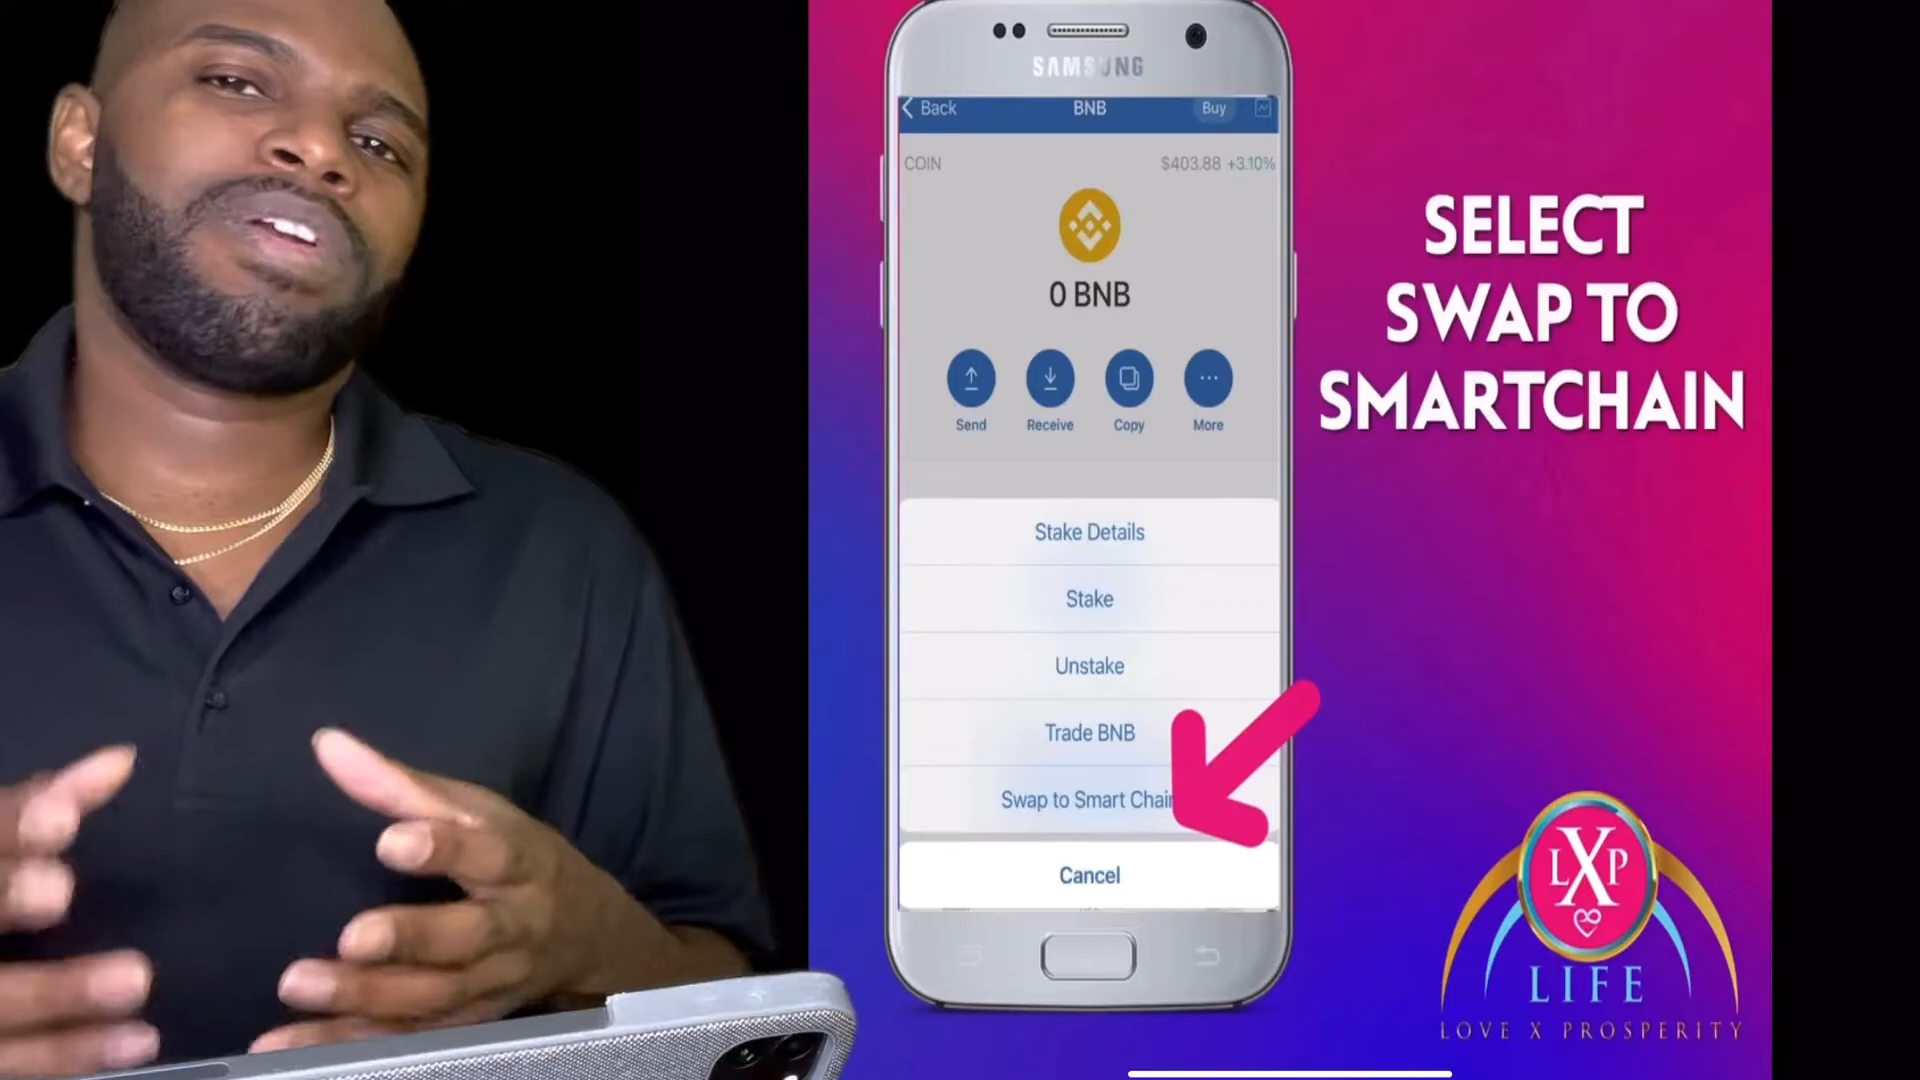 SAMSUNG
Back
BNB
Buy
COIN
$403.88 +3.10%
0 BNB
Send
Receive
Copy
More
Stake Details
Stake
Unstake
Trade BNB
Swap to Smart Chain
Cancel
SELECT
SWAP TO
SMARTCHAIN
LXP
LIFE
LOVE X PROSPERITY